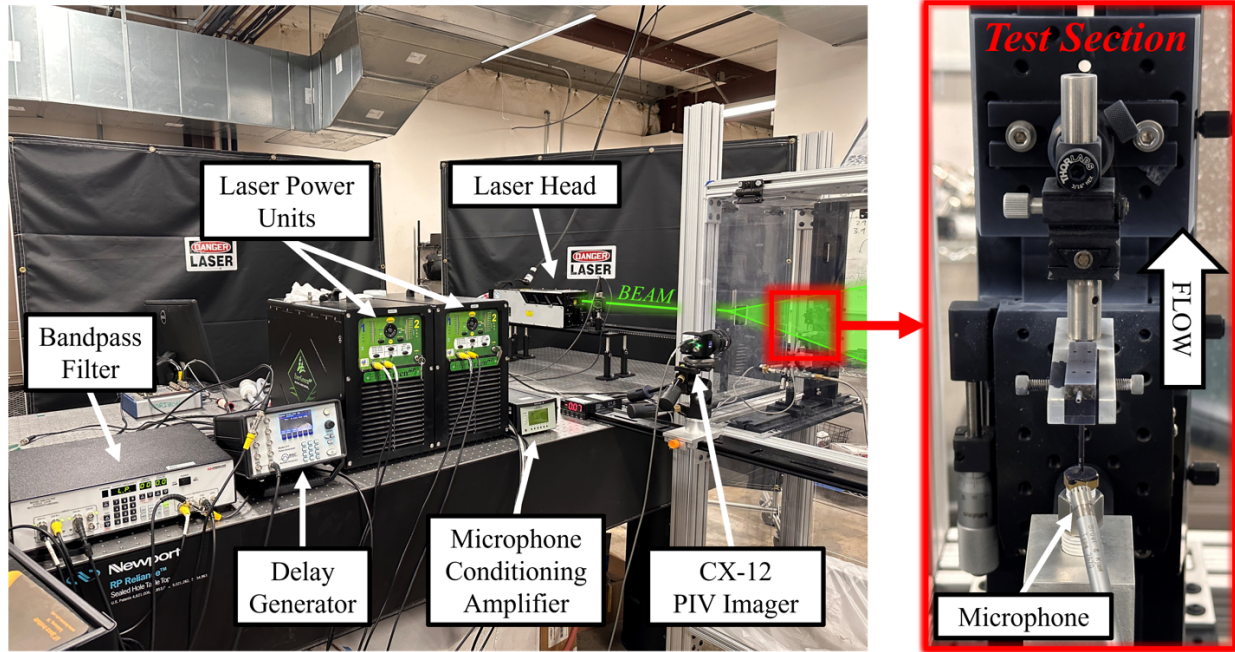 Laser Power
Units
Laser Head
BEAM
DANGER
LASER
DANGER
LASER
Bandpass
Filter
Delay
Generator
Microphone
Conditioning
Amplifier
CX-12
PIV Imager
Newport
RP Reliance™
Sealed Hole Table Top
Test Section
THORLABS
FLOW
Microphone